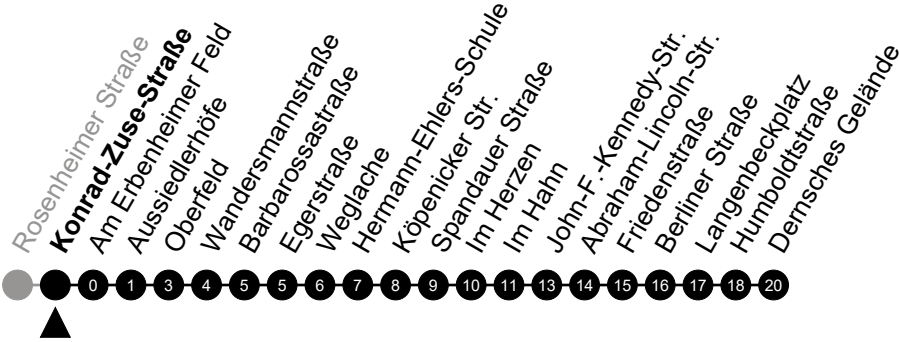 Rosenheimer Straße
Konrad-Zuse-Straße
Am Erbenheimer Feld
Aussiedlerhöfe
Oberfeld
Wandersmannstraße
Barbarossastraße
Egerstraße
Weglache
Hermann-Ehlers-Schule
Köpenicker Str.
Spandauer Straße
Im Herzen
Im Hahn
John-F.-Kennedy-Str.
Abraham-Lincoln-Str.
Friedenstraße
Berliner Straße
Langenbeckplatz
Humboldtstraße
Dernsches Gelände
0 1 3 4 5 5 6 7 8 9 10 11 13 14 15 16 17 18 20